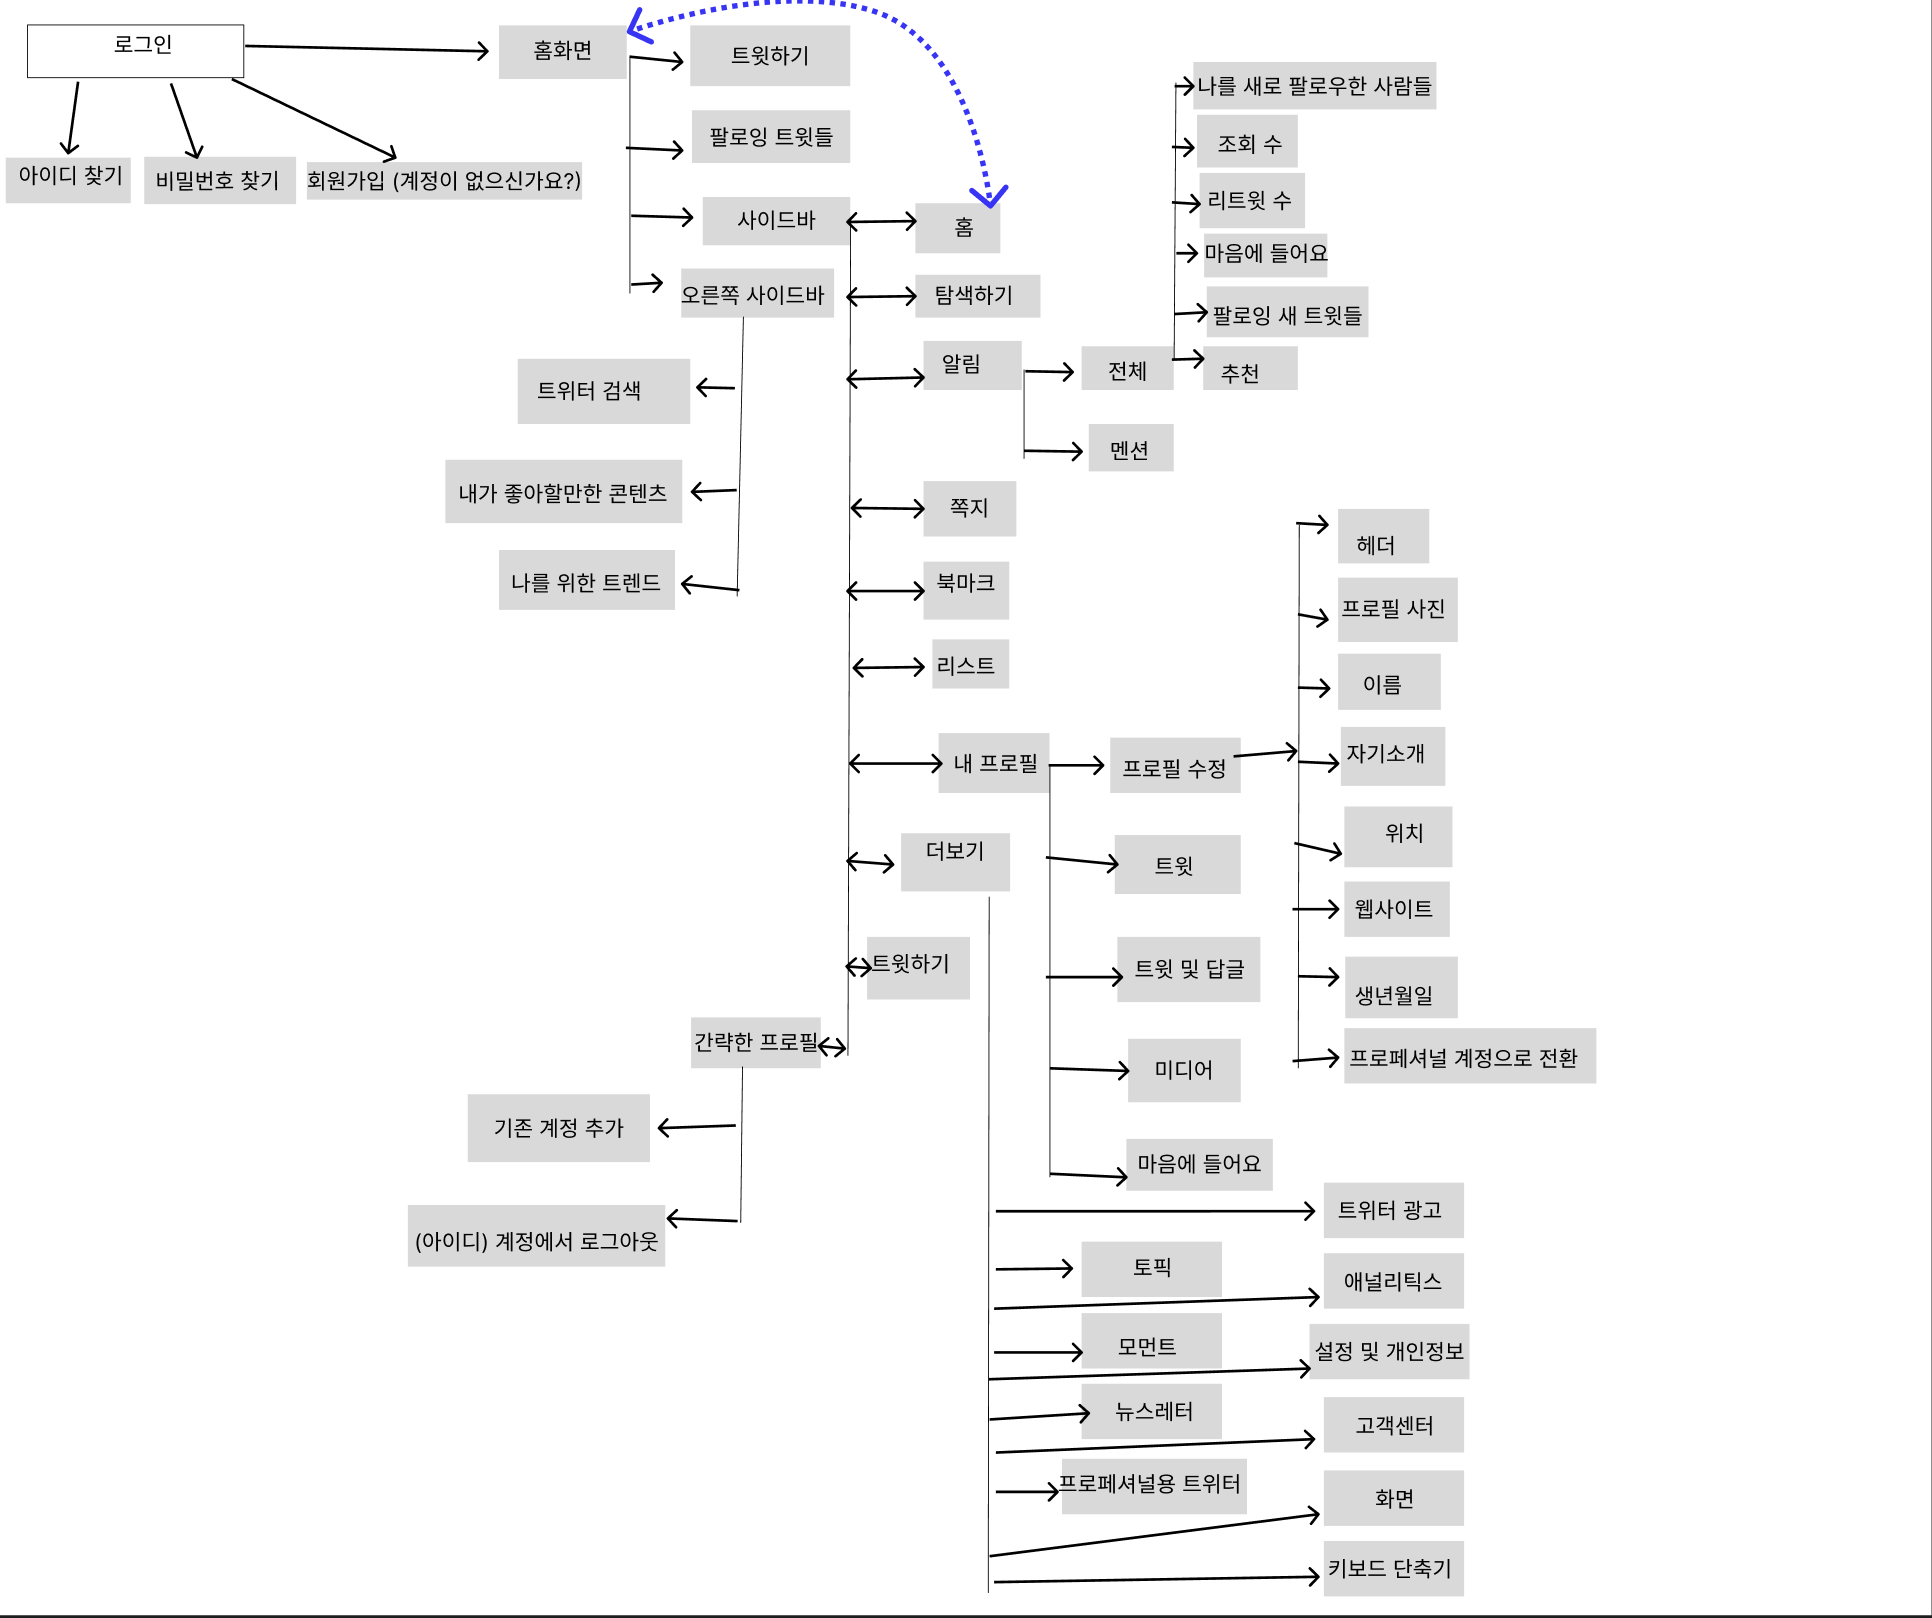 로그인
홈화면
트윗하기
나를 새로 팔로우한 사람들
팔로잉 트윗들
조회 수
아이디 찾기
비밀번호 찾기
회원가입 (계정이 없으신가요?)
리트윗 수
사이드바
홈
마음에 들어요
오른쪽 사이드바
탐색하기
팔로잉 새 트윗들
알림
전체
추천
트위터 검색
멘션
내가 좋아할만한 콘텐츠
쪽지
헤더
나를 위한 트렌드
북마크
프로필 사진
리스트
이름
내 프로필
프로필 수정
자기소개
더보기
트윗
위치
웹사이트
트윗하기
트윗 및 답글
생년월일
간략한 프로필
미디어
프로페셔널 계정으로 전환
기존 계정 추가
마음에 들어요
트위터 광고
(아이디) 계정에서 로그아웃
토픽
애널리틱스
모먼트
설정 및 개인정보
뉴스레터
고객센터
프로페셔널용 트위터
화면
키보드 단축기